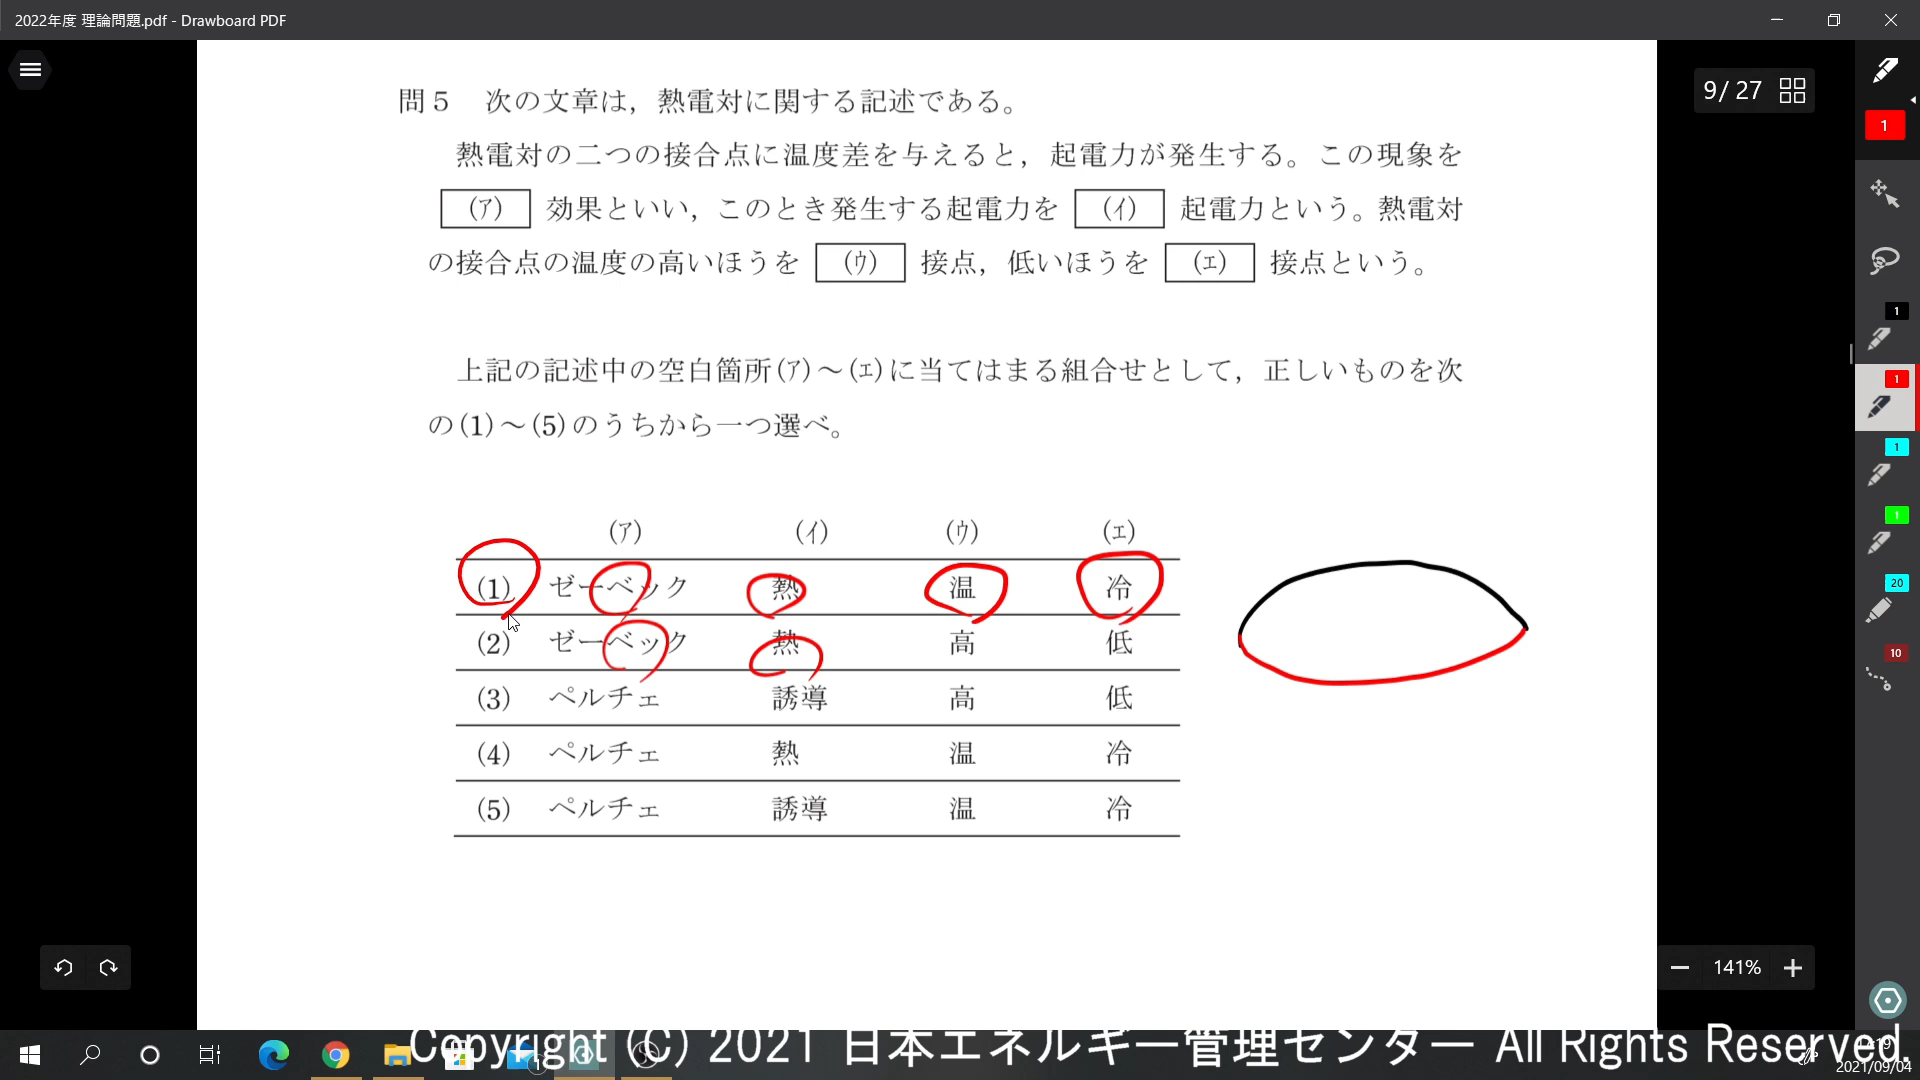 2022年度 理論問題.pdf - Drawboard PDF
9/ 27
問５　次の文章は，熱電対に関する記述である。
熱電対の二つの接合点に温度差を与えると，起電力が発生する。この現象を
(ア) 効果といい，このとき発生する起電力を (イ) 起電力という。熱電対
の接合点の温度の高いほうを (ウ) 接点，低いほうを (エ) 接点という。
上記の記述中の空白箇所(ア)～(エ)に当てはまる組合せとして，正しいものを次
の(1)～(5)のうちから一つ選べ。
(ア) (イ) (ウ) (エ)
(1) ゼーベック 熱 温 冷
(2) ゼーベック 熱 高 低
(3) ペルチェ 誘導 高 低
(4) ペルチェ 熱 温 冷
(5) ペルチェ 誘導 温 冷
1
1
1
1
1
20
10
141%
Copyright (C) 2021 日本エネルギー管理センター All Rights Reserved.
2021/09/04